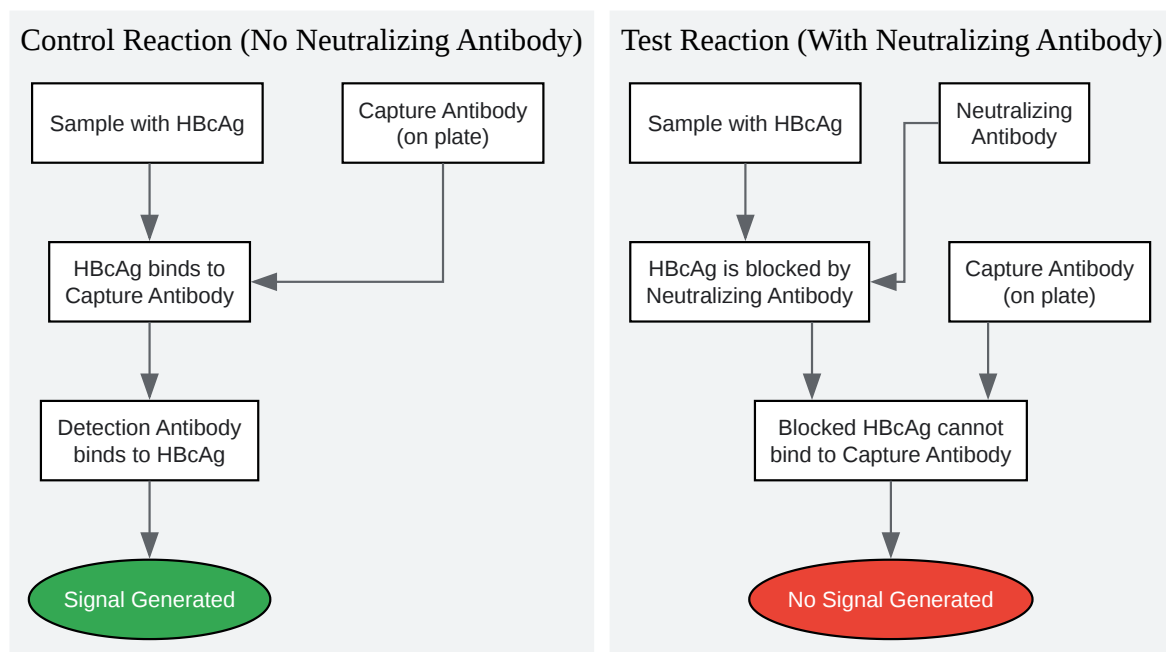 Control Reaction (No Neutralizing Antibody)
Sample with HBcAg
Capture Antibody
(on plate)
HBcAg binds to
Capture Antibody
Detection Antibody
binds to HBcAg
Signal Generated
Test Reaction (With Neutralizing Antibody)
Sample with HBcAg
Neutralizing
Antibody
HBcAg is blocked by
Neutralizing Antibody
Capture Antibody
(on plate)
Blocked HBcAg cannot
bind to Capture Antibody
No Signal Generated